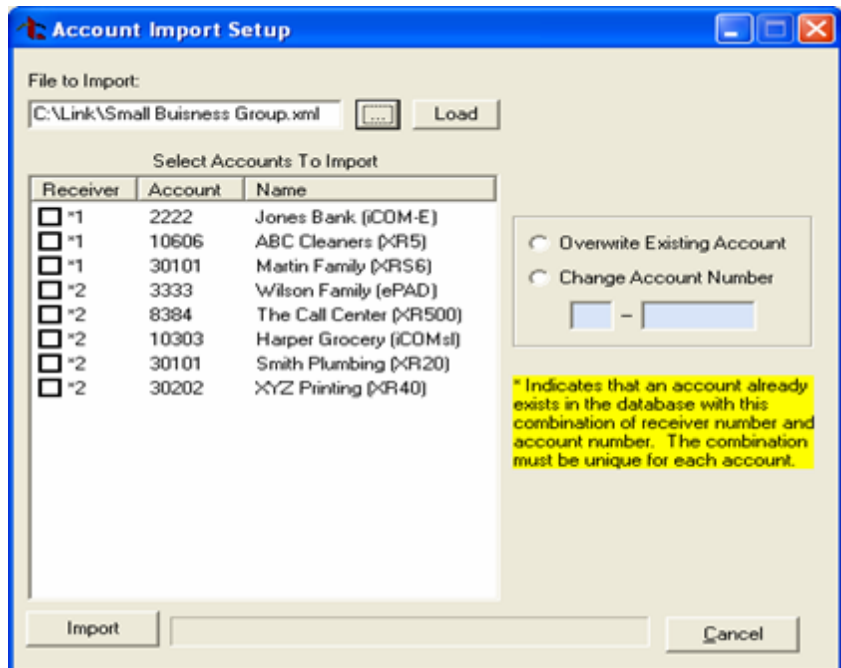 Account Import Setup
File to Import:
C:\Link\Small Buisness Group.xml ... Load
Select Accounts To Import
Receiver Account Name
*1 2222 Jones Bank (iCOM-E)
*1 10606 ABC Cleaners (XR5)
*1 30101 Martin Family (XRS6)
*2 3333 Wilson Family (ePAD)
*2 8384 The Call Center (XR500)
*2 10303 Harper Grocery (iCOMsl)
*2 30101 Smith Plumbing (XR20)
*2 30202 XYZ Printing (XR40)
Overwrite Existing Account
Change Account Number
–
* Indicates that an account already
exists in the database with this
combination of receiver number and
account number. The combination
must be unique for each account.
Import
Cancel